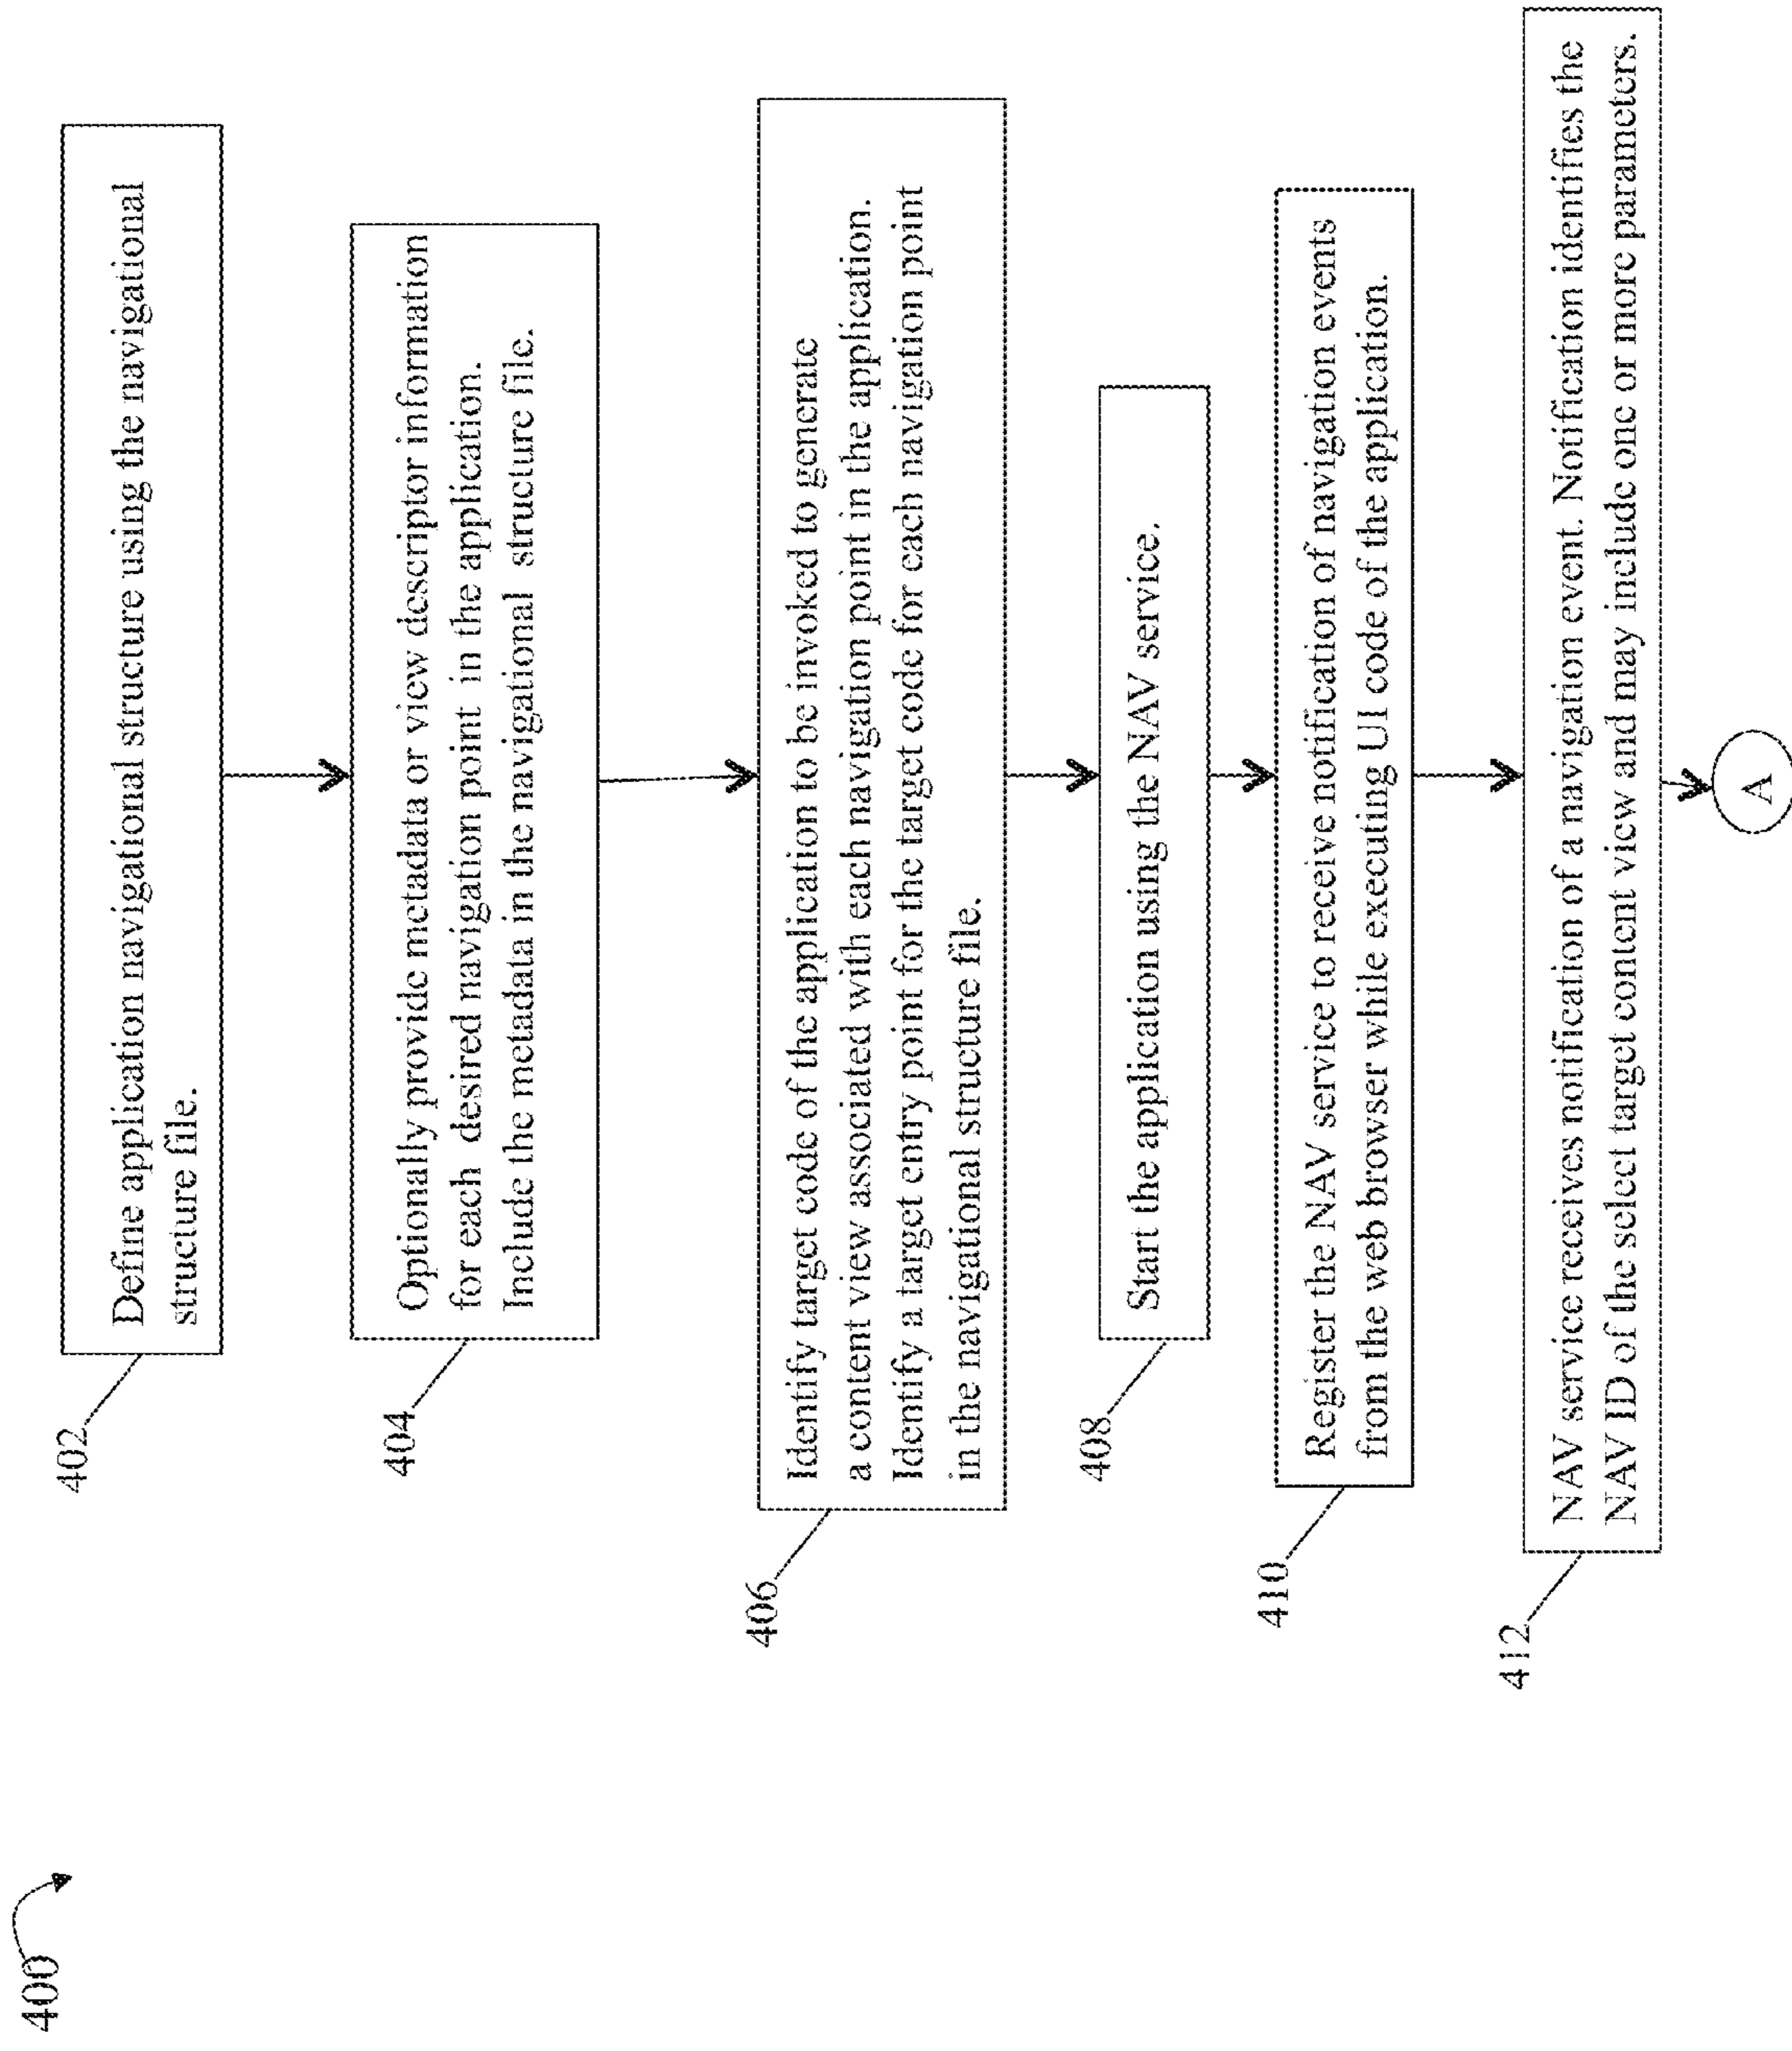 400
402
Define application navigational structure using the navigational
structure file.
404
Optionally provide metadata or view descriptor information
for each desired navigation point in the application.
Include the metadata in the navigational structure file.
406
Identify target code of the application to be invoked to generate
a content view associated with each navigation point in the application.
Identify a target entry point for the target code for each navigation point
in the navigational structure file.
408
Start the application using the NAV service.
410
Register the NAV service to receive notification of navigation events
from the web browser while executing UI code of the application.
412
NAV service receives notification of a navigation event. Notification identifies the
NAV ID of the select target content view and may include one or more parameters.
A